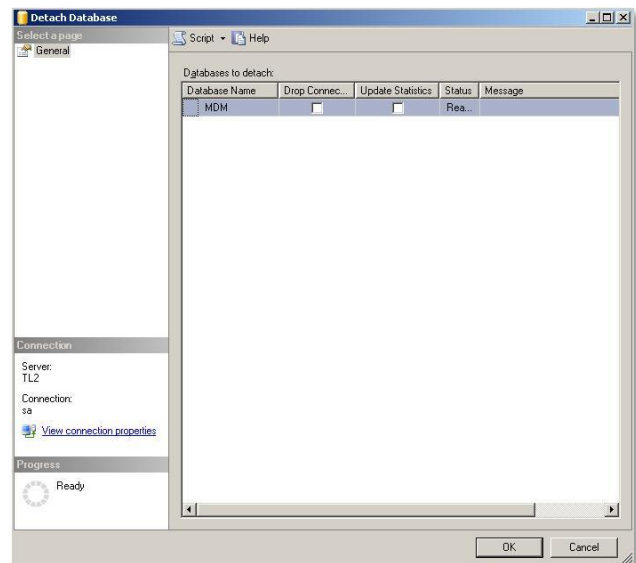 Detach Database
Select a page
General
Script Help
Databases to detach:
Database Name Drop Connec... Update Statistics Status Message
MDM Rea...
Connection
Server:
TL2
Connection:
sa
View connection properties
Progress
Ready
OK Cancel